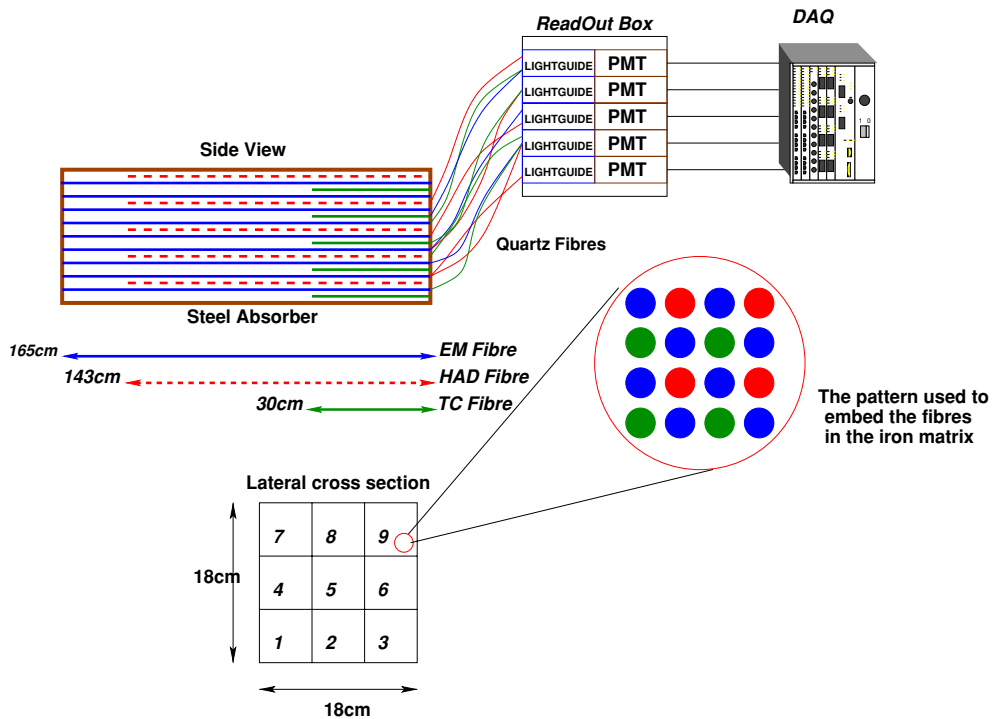 ReadOut Box
DAQ
LIGHTGUIDE PMT
LIGHTGUIDE PMT
LIGHTGUIDE PMT
LIGHTGUIDE PMT
LIGHTGUIDE PMT
1 0
Side View
Quartz Fibres
Steel Absorber
165cm EM Fibre
143cm HAD Fibre
30cm TC Fibre
The pattern used to
embed the fibres
in the iron matrix
Lateral cross section
7 8 9
18cm
4 5 6
1 2 3
18cm